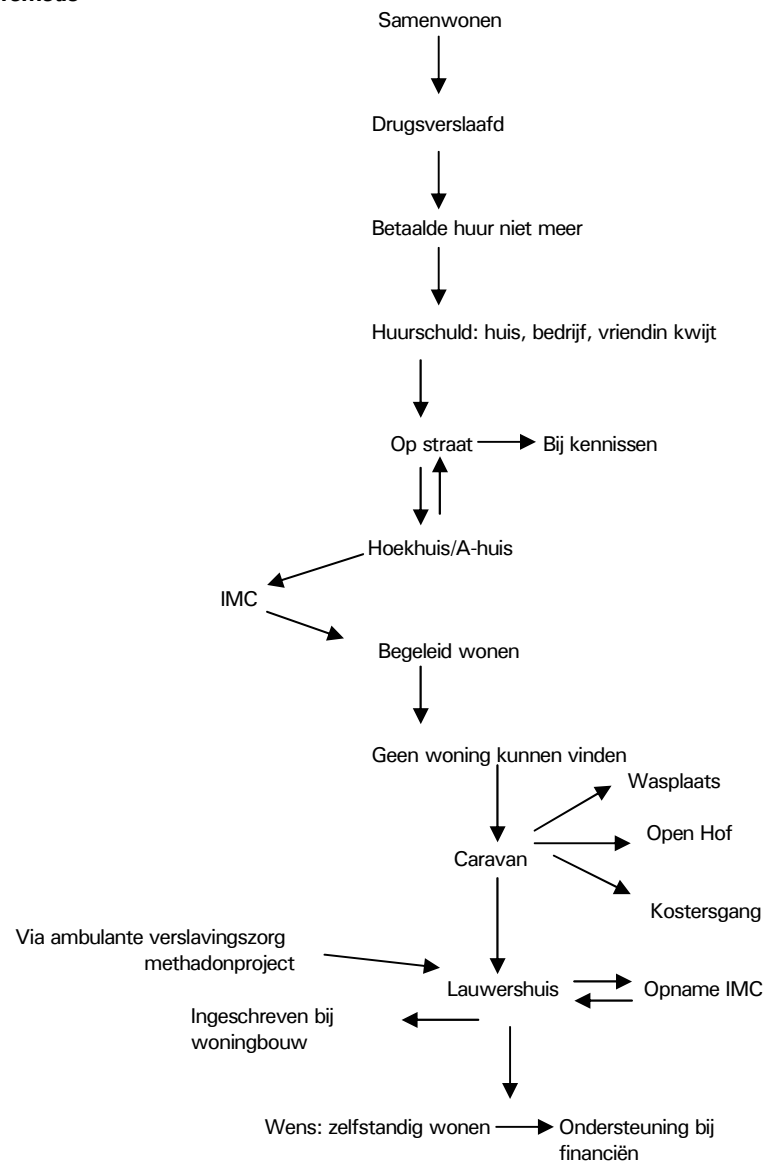 Samenwonen
Drugsverslaafd
Betaalde huur niet meer
Huurschuld: huis, bedrijf, vriendin kwijt
Op straat
Bij kennissen
Hoekhuis/A-huis
IMC
Begeleid wonen
Geen woning kunnen vinden
Wasplaats
Open Hof
Caravan
Kostersgang
Via ambulante verslavingszorg
methadonproject
Lauwershuis
Opname IMC
Ingeschreven bij
woningbouw
Wens: zelfstandig wonen
Ondersteuning bij
financiën